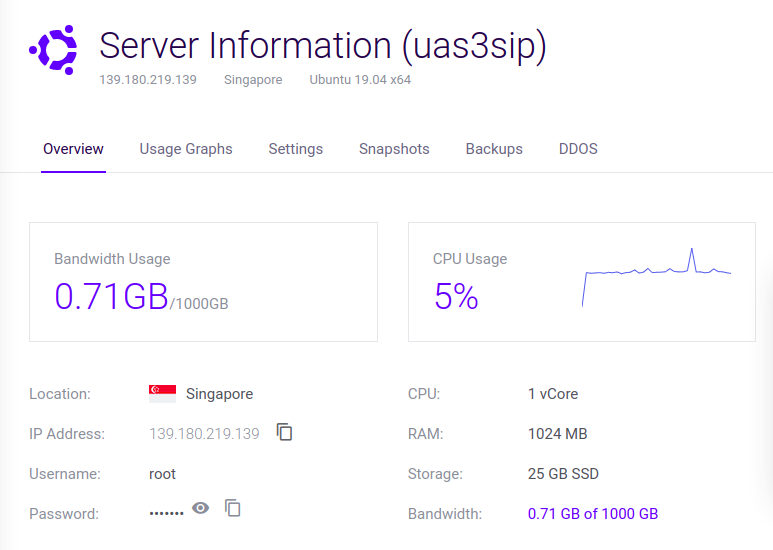 Server Information (uas3sip)
139.180.219.139 Singapore Ubuntu 19.04 x64
Overview Usage Graphs Settings Snapshots Backups DDOS
Bandwidth Usage
0.71GB/1000GB
CPU Usage
5%
Location: Singapore
IP Address: 139.180.219.139
Username: root
Password: •••••••
CPU: 1 vCore
RAM: 1024 MB
Storage: 25 GB SSD
Bandwidth: 0.71 GB of 1000 GB